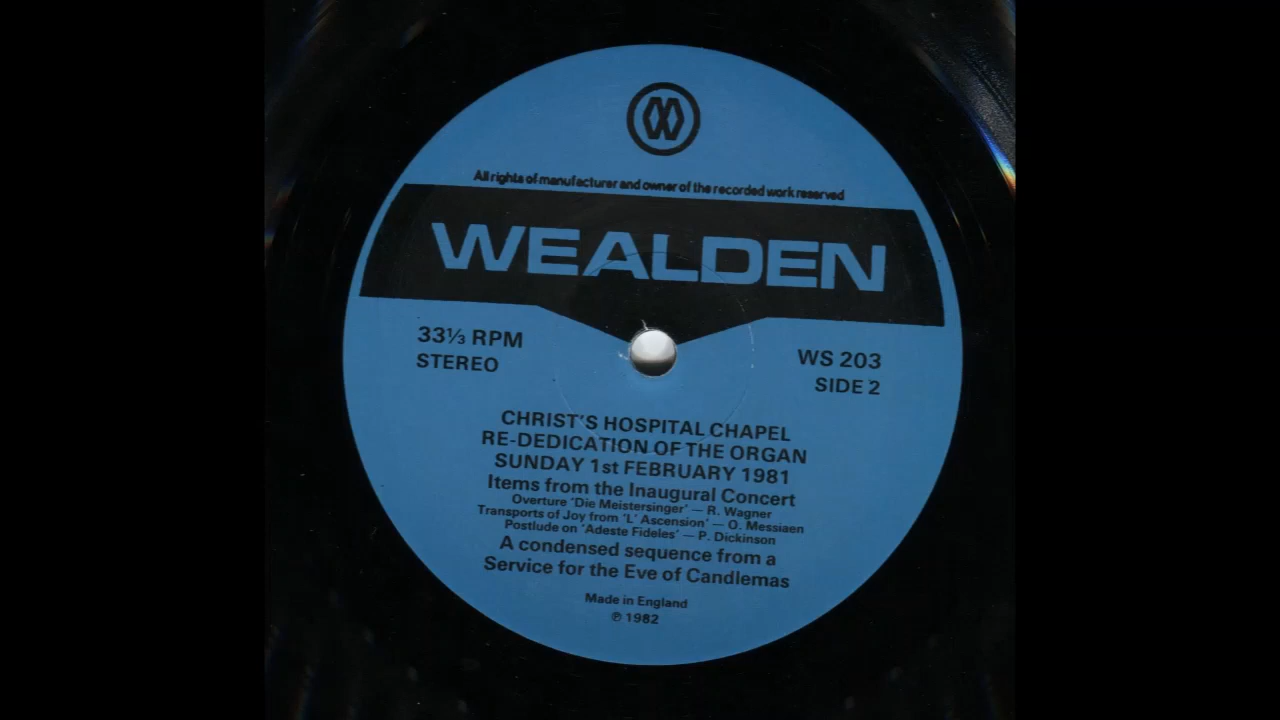 All rights of manufacturer and owner of the recorded work reserved
WEALDEN
33⅓ RPM
STEREO
WS 203
SIDE 2
CHRIST'S HOSPITAL CHAPEL
RE-DEDICATION OF THE ORGAN
SUNDAY 1st FEBRUARY 1981
Items from the Inaugural Concert
Overture 'Die Meistersinger' — R. Wagner
Transports of Joy from 'L' Ascension' — O. Messiaen
Postlude on 'Adeste Fideles' — P. Dickinson
A condensed sequence from a
Service for the Eve of Candlemas
Made in England
℗ 1982